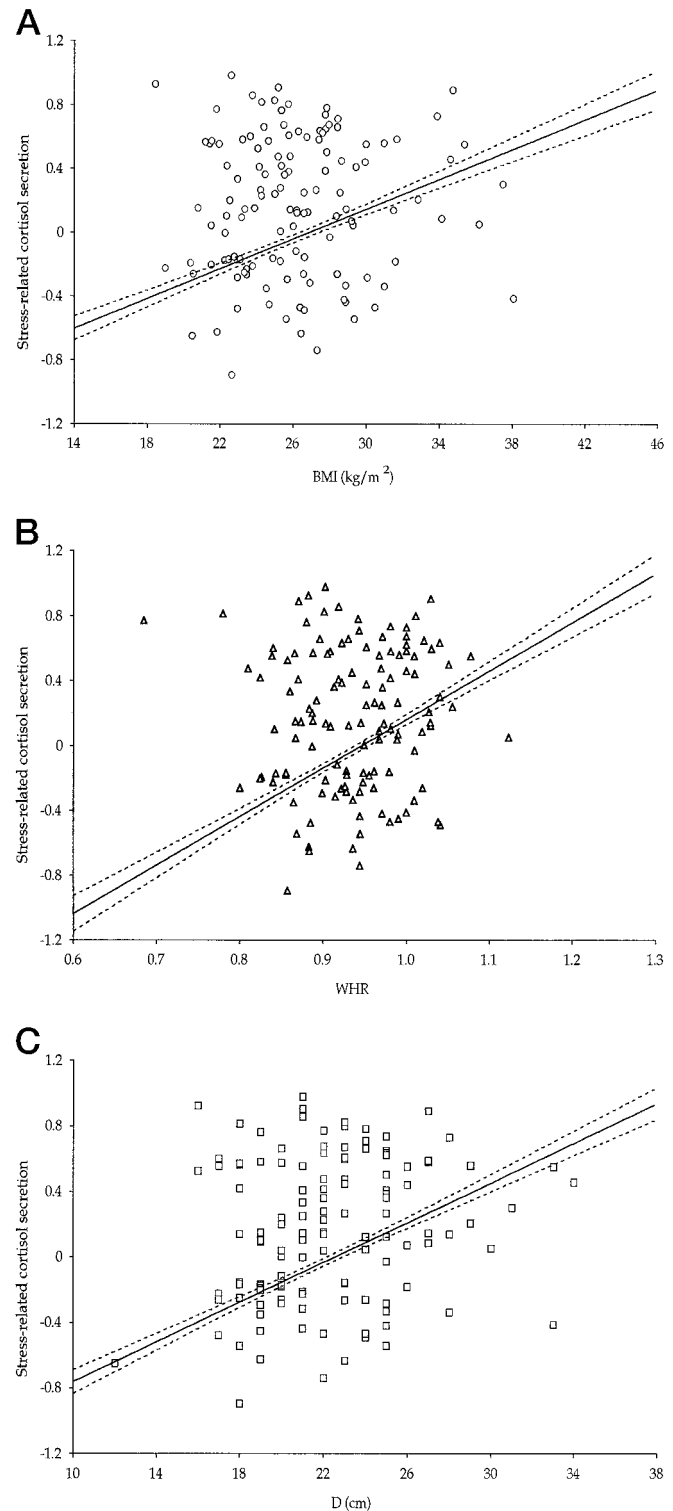 A
1.2
0.8
0.4
0
-0.4
-0.8
-1.2
Stress-related cortisol secretion
14 18 22 26 30 34 38 42 46
BMI (kg/m²)
B
1.2
0.8
0.4
0
-0.4
-0.8
-1.2
Stress-related cortisol secretion
0.6 0.7 0.8 0.9 1.0 1.1 1.2 1.3
WHR
C
1.2
0.8
0.4
0
-0.4
-0.8
-1.2
Stress-related cortisol secretion
10 14 18 22 26 30 34 38
D (cm)